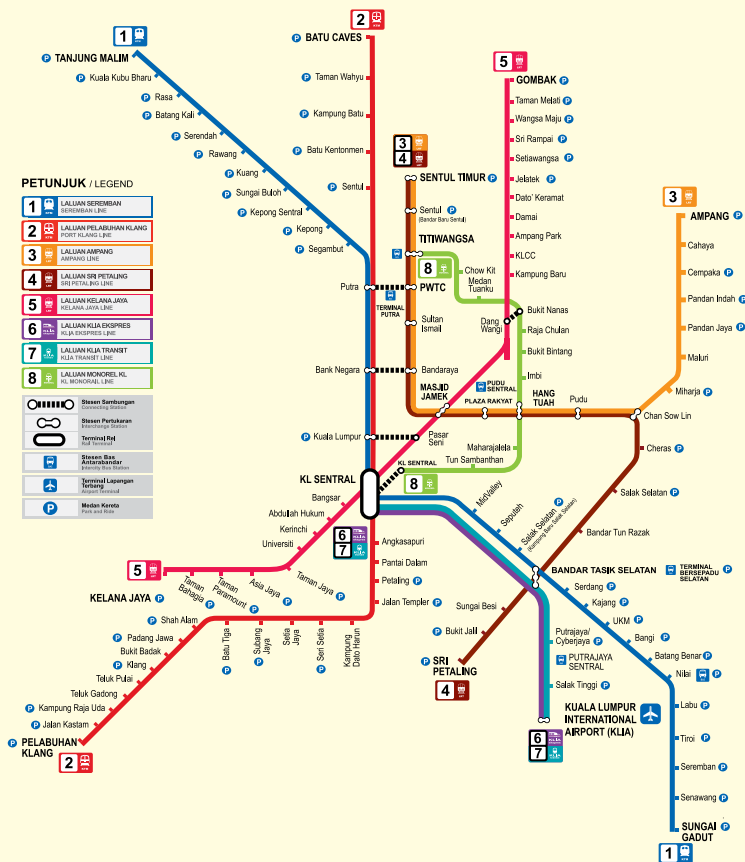 2
BATU CAVES
Taman Wahyu
Kampung Batu
Batu Kentonmen
Sentul
1
TANJUNG MALIM
Kuala Kubu Bharu
Rasa
Batang Kali
Serendah
Rawang
Kuang
Sungai Buloh
Kepong Sentral
Kepong
Segambut
Putra
Bank Negara
Kuala Lumpur
KL SENTRAL
5
GOMBAK
Taman Melati
Wangsa Maju
Sri Rampai
Setiawangsa
Jelatek
Dato' Keramat
Damai
Ampang Park
KLCC
Kampung Baru
Dang
Wangi
3
4
SENTUL TIMUR
Sentul
(Bandar Baru Sentul)
TITIWANGSA
PWTC
TERMINAL
PUTRA
Sultan
Ismail
Bandaraya
MASJID
JAMEK
PLAZA RAKYAT
PUDU
SENTRAL
HANG
TUAH
Pudu
Chan Sow Lin
8
Chow Kit
Medan
Tuanku
Bukit Nanas
Raja Chulan
Bukit Bintang
Imbi
Maharajalela
Tun Sambanthan
KL SENTRAL
8
Pasar
Seni
3
AMPANG
Cahaya
Cempaka
Pandan Indah
Pandan Jaya
Maluri
Miharja
Cheras
Salak Selatan
Bandar Tun Razak
BANDAR TASIK SELATAN
TERMINAL
BERSEPADU
SELATAN
Sungai Besi
Bukit Jalil
SRI
PETALING
4
PETUNJUK / LEGEND
1
LALUAN SEREMBAN
SEREMBAN LINE
2
LALUAN PELABUHAN KLANG
PORT KLANG LINE
3
LALUAN AMPANG
AMPANG LINE
4
LALUAN SRI PETALING
SRI PETALING LINE
5
LALUAN KELANA JAYA
KELANA JAYA LINE
6
LALUAN KLIA EKSPRES
KLIA EKSPRES LINE
7
LALUAN KLIA TRANSIT
KLIA TRANSIT LINE
8
LALUAN MONOREL KL
KL MONORAIL LINE
Stesen Sambungan
Connecting Station
Stesen Pertukaran
Interchange Station
Terminal Rel
Rail Terminal
Stesen Bas
Antarabandar
Intercity Bus Station
Terminal Lapangan
Terbang
Airport Terminal
P
Medan Kereta
Park and Ride
Bangsar
Abdulah Hukum
Kerinchi
Universiti
Taman Jaya
Asia Jaya
Taman
Paramount
Taman
Bahagia
5
KELANA JAYA
6
7
Angkasapuri
Pantai Dalam
Petaling
Jalan Templer
Kampung
Dato Harun
Seri Setia
Setia
Jaya
Subang
Jaya
Batu Tiga
Shah Alam
Padang Jawa
Bukit Badak
Klang
Teluk Pulai
Teluk Gadong
Kampung Raja Uda
Jalan Kastam
PELABUHAN
KLANG
2
MidValley
Seputeh
Salak Selatan
(Kampung Baru Salak Selatan)
Serdang
Kajang
UKM
Bangi
Batang Benar
Nilai
Labu
Tiroi
Seremban
Senawang
SUNGAI
GADUT
1
Putrajaya/
Cyberjaya
PUTRAJAYA
SENTRAL
Salak Tinggi
KUALA LUMPUR
INTERNATIONAL
AIRPORT (KLIA)
6
7